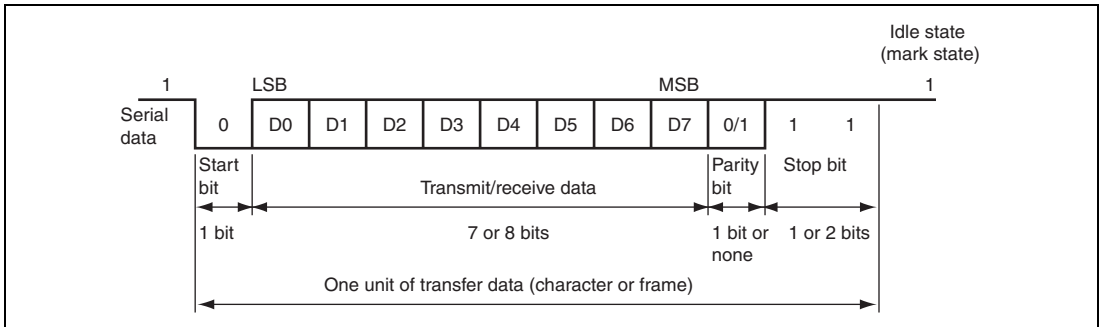 Idle state
(mark state)
1 LSB MSB 1
Serial
data
0 D0 D1 D2 D3 D4 D5 D6 D7 0/1 1 1
Start
bit
Transmit/receive data
Parity
bit
Stop bit
1 bit
7 or 8 bits
1 bit or
none
1 or 2 bits
One unit of transfer data (character or frame)